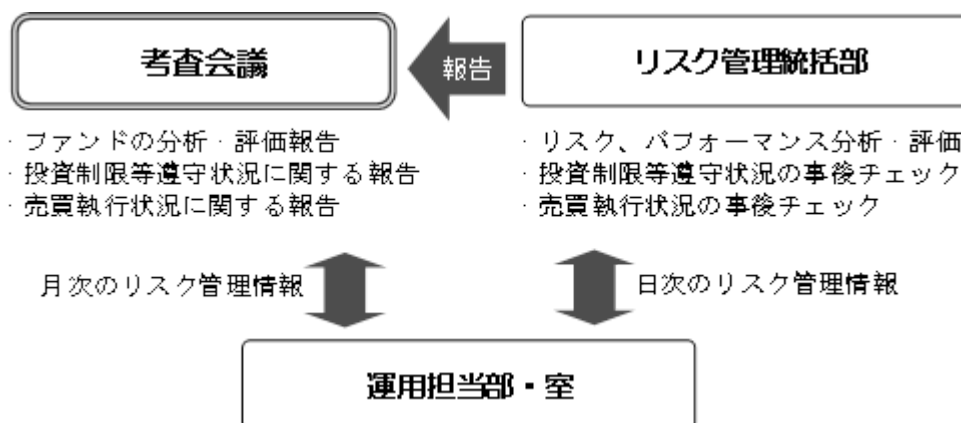 考査会議
報告
リスク管理統括部
・ファンドの分析・評価報告
・投資制限等遵守状況に関する報告
・売買執行状況に関する報告
・リスク、パフォーマンス分析・評価
・投資制限等遵守状況の事後チェック
・売買執行状況の事後チェック
月次のリスク管理情報
日次のリスク管理情報
運用担当部・室